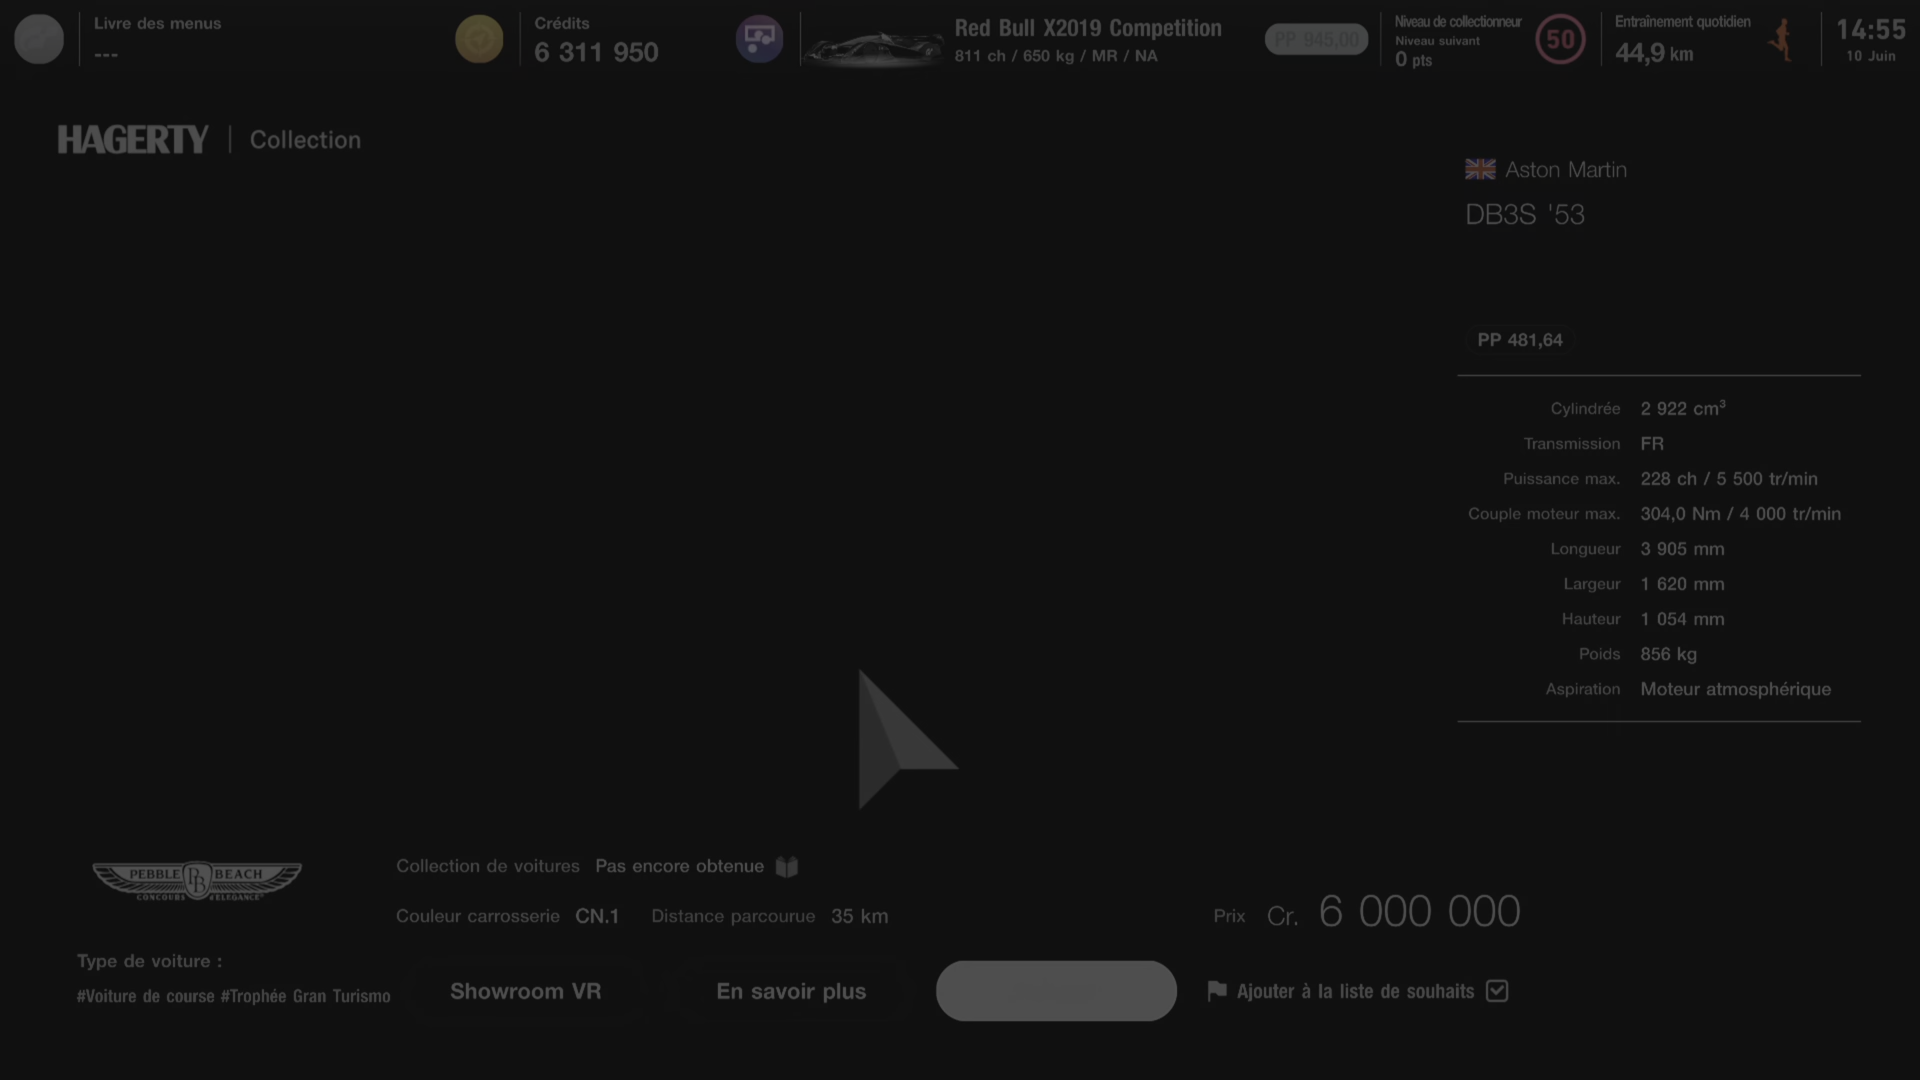 Livre des menus
---
Crédits
6 311 950
Red Bull X2019 Competition
811 ch / 650 kg / MR / NA
PP 945,00
Niveau de collectionneur
Niveau suivant
0 pts
50
Entraînement quotidien
44,9 km
14:55
10 Juin
HAGERTY | Collection
Aston Martin
DB3S '53
PP 481,64
Cylindrée 2 922 cm³
Transmission FR
Puissance max. 228 ch / 5 500 tr/min
Couple moteur max. 304,0 Nm / 4 000 tr/min
Longueur 3 905 mm
Largeur 1 620 mm
Hauteur 1 054 mm
Poids 856 kg
Aspiration Moteur atmosphérique
PEBBLE PB BEACH
CONCOURS d'ELEGANCE
Collection de voitures Pas encore obtenue
Couleur carrosserie CN.1 Distance parcourue 35 km
Prix Cr. 6 000 000
Type de voiture :
#Voiture de course #Trophée Gran Turismo
Showroom VR
En savoir plus
Ajouter à la liste de souhaits